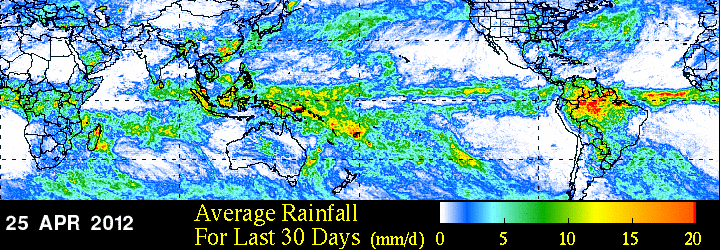 25 APR 2012
Average Rainfall
For Last 30 Days (mm/d)
0 5 10 15 20